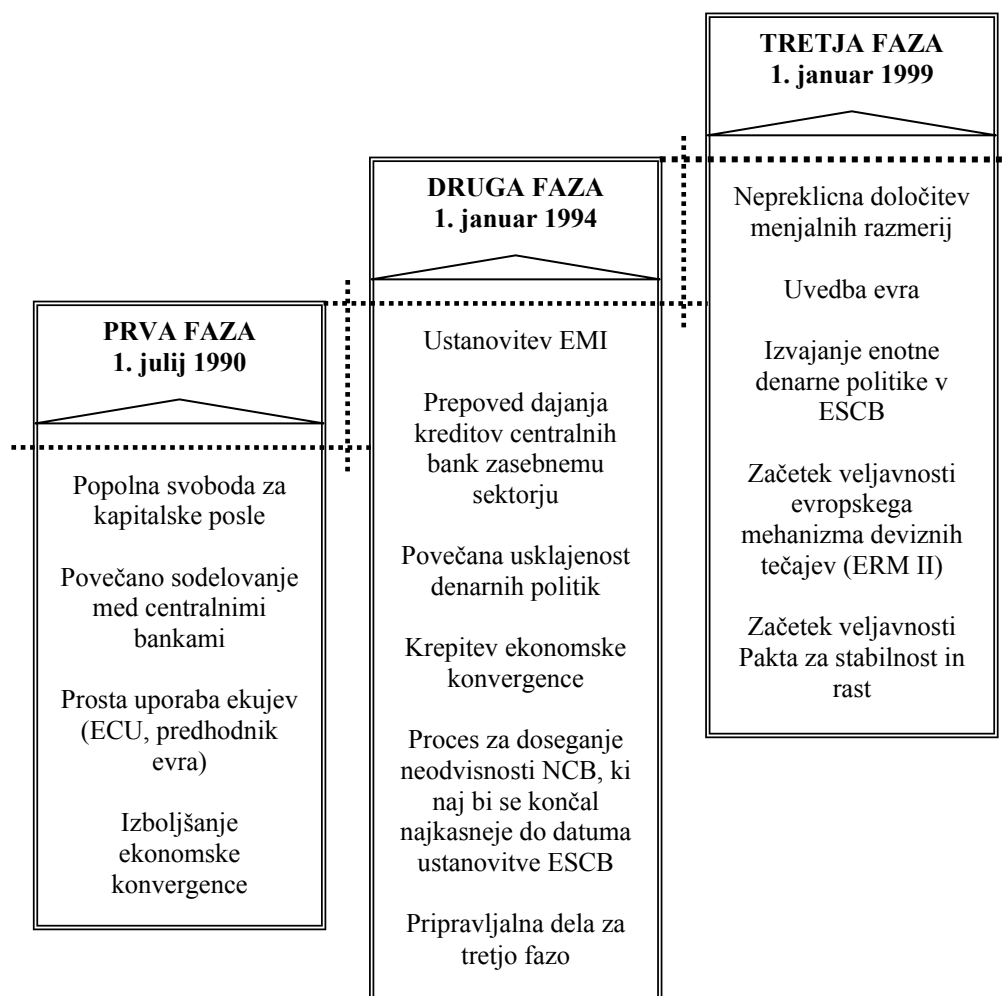 PRVA FAZA
1. julij 1990
Popolna svoboda za
kapitalske posle
Povečano sodelovanje
med centralnimi
bankami
Prosta uporaba ekujev
(ECU, predhodnik
evra)
Izboljšanje
ekonomske
konvergence
DRUGA FAZA
1. januar 1994
Ustanovitev EMI
Prepoved dajanja
kreditov centralnih
bank zasebnemu
sektorju
Povečana usklajenost
denarnih politik
Krepitev ekonomske
konvergence
Proces za doseganje
neodvisnosti NCB, ki
naj bi se končal
najkasneje do datuma
ustanovitve ESCB
Pripravljalna dela za
tretjo fazo
TRETJA FAZA
1. januar 1999
Nepreklicna določitev
menjalnih razmerij
Uvedba evra
Izvajanje enotne
denarne politike v
ESCB
Začetek veljavnosti
evropskega
mehanizma deviznih
tečajev (ERM II)
Začetek veljavnosti
Pakta za stabilnost in
rast